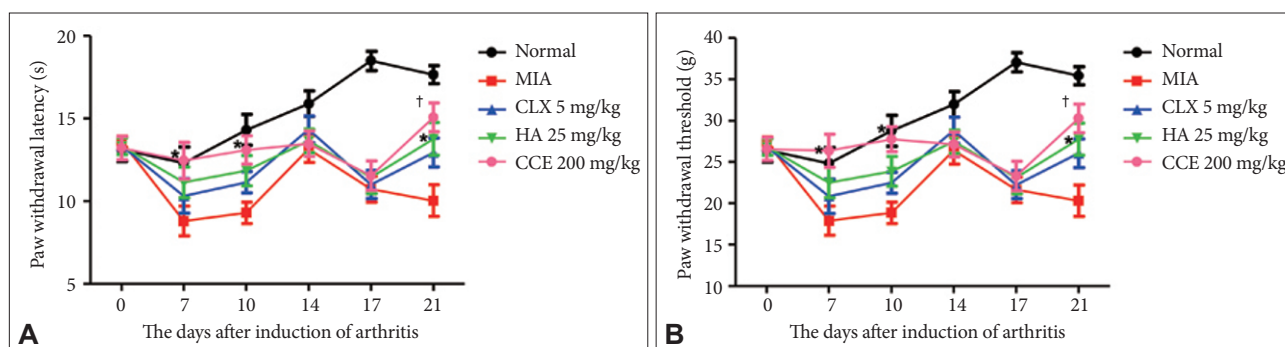 Paw withdrawal latency (s)
20
15
10
5
0 7 10 14 17 21
The days after induction of arthritis
* * * †
Normal
MIA
CLX 5 mg/kg
HA 25 mg/kg
CCE 200 mg/kg
A
Paw withdrawal threshold (g)
40
35
30
25
20
15
10
0 7 10 14 17 21
The days after induction of arthritis
* * * †
Normal
MIA
CLX 5 mg/kg
HA 25 mg/kg
CCE 200 mg/kg
B